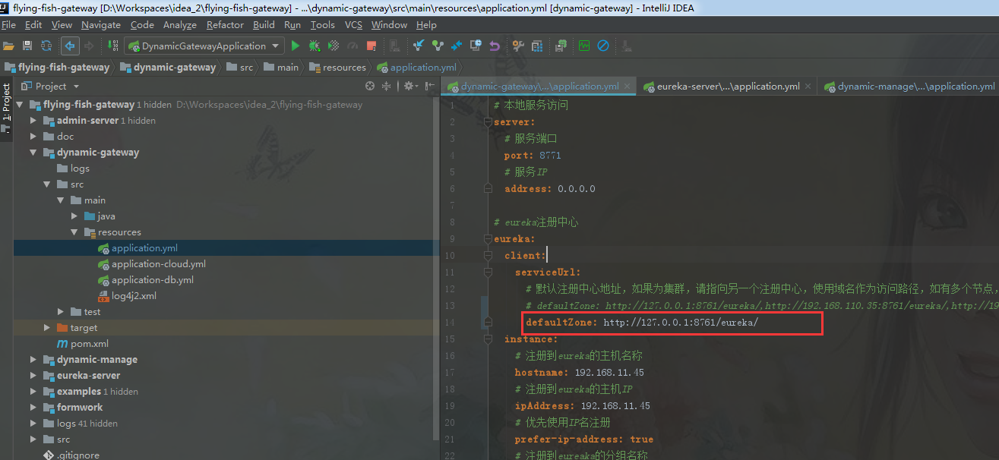 flying-fish-gateway [D:\Workspaces\idea_2\flying-fish-gateway] - ...\dynamic-gateway\src\main\resources\application.yml [dynamic-gateway] - IntelliJ IDEA
File Edit View Navigate Code Analyze Refactor Build Run Tools VCS Window Help
DynamicGatewayApplication
flying-fish-gateway dynamic-gateway src main resources application.yml
1: Project
Project
flying-fish-gateway 1 hidden D:\Workspaces\idea_2\flying-fish-gateway
admin-server 1 hidden
doc
dynamic-gateway
logs
src
main
java
resources
application.yml
application-cloud.yml
application-db.yml
log4j2.xml
test
target
pom.xml
dynamic-manage
eureka-server
examples 1 hidden
formwork
logs 41 hidden
src
.gitignore
dynamic-gateway\...\application.yml eureka-server\...\application.yml dynamic-manage\...\application.yml
1 # 本地服务访问
2 server:
3 # 服务端口
4 port: 8771
5 # 服务IP
6 address: 0.0.0.0
7
8 # eureka注册中心
9 eureka:
10 client:
11 serviceUrl:
12 # 默认注册中心地址，如果为集群，请指向另一个注册中心，使用域名作为访问路径，如有多个节点，
13 # defaultZone: http://127.0.0.1:8761/eureka/,http://192.168.110.35:8761/eureka/,http://19
14 defaultZone: http://127.0.0.1:8761/eureka/
15 instance:
16 # 注册到eureka的主机名称
17 hostname: 192.168.11.45
18 # 注册到eureka的主机IP
19 ipAddress: 192.168.11.45
20 # 优先使用IP名注册
21 prefer-ip-address: true
22 # 注册到eureaka的分组名称